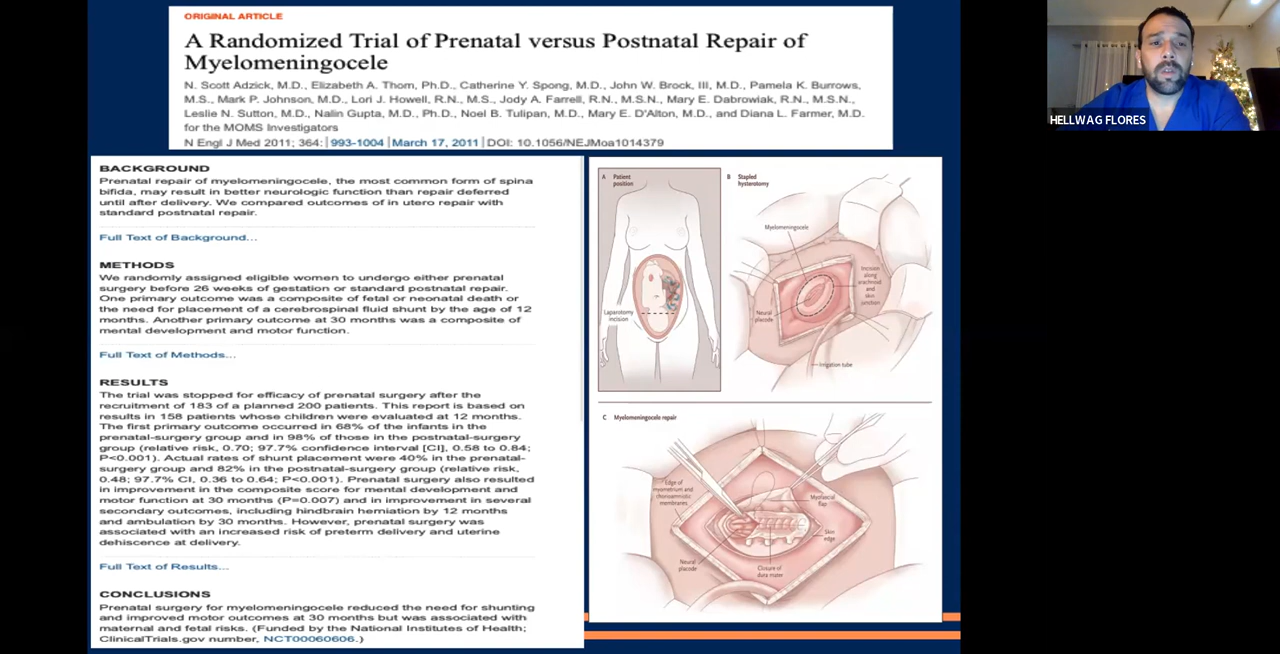 ORIGINAL ARTICLE
A Randomized Trial of Prenatal versus Postnatal Repair of
Myelomeningocele
N. Scott Adzick, M.D., Elizabeth A. Thom, Ph.D., Catherine Y. Spong, M.D., John W. Brock, III, M.D., Pamela K. Burrows,
M.S., Mark P. Johnson, M.D., Lori J. Howell, R.N., M.S., Jody A. Farrell, R.N., M.S.N., Mary E. Dabrowiak, R.N., M.S.N.,
Leslie N. Sutton, M.D., Nalin Gupta, M.D., Ph.D., Noel B. Tulipan, M.D., Mary E. D'Alton, M.D., and Diana L. Farmer, M.D.
for the MOMS Investigators
N Engl J Med 2011; 364: | 993-1004 | March 17, 2011 | DOI: 10.1056/NEJMoa1014379
HELLWAG FLORES
BACKGROUND
Prenatal repair of myelomeningocele, the most common form of spina
bifida, may result in better neurologic function than repair deferred
until after delivery. We compared outcomes of in utero repair with
standard postnatal repair.
Full Text of Background...
METHODS
We randomly assigned eligible women to undergo either prenatal
surgery before 26 weeks of gestation or standard postnatal repair.
One primary outcome was a composite of fetal or neonatal death or
the need for placement of a cerebrospinal fluid shunt by the age of 12
months. Another primary outcome at 30 months was a composite of
mental development and motor function.
Full Text of Methods...
RESULTS
The trial was stopped for efficacy of prenatal surgery after the
recruitment of 183 of a planned 200 patients. This report is based on
results in 158 patients whose children were evaluated at 12 months.
The first primary outcome occurred in 68% of the infants in the
prenatal-surgery group and in 98% of those in the postnatal-surgery
group (relative risk, 0.70; 97.7% confidence interval [CI], 0.58 to 0.84;
P<0.001). Actual rates of shunt placement were 40% in the prenatal-
surgery group and 82% in the postnatal-surgery group (relative risk,
0.48; 97.7% CI, 0.36 to 0.64; P<0.001). Prenatal surgery also resulted
in improvement in the composite score for mental development and
motor function at 30 months (P=0.007) and in improvement in several
secondary outcomes, including hindbrain herniation by 12 months
and ambulation by 30 months. However, prenatal surgery was
associated with an increased risk of preterm delivery and uterine
dehiscence at delivery.
Full Text of Results...
CONCLUSIONS
Prenatal surgery for myelomeningocele reduced the need for shunting
and improved motor outcomes at 30 months but was associated with
maternal and fetal risks. (Funded by the National Institutes of Health;
ClinicalTrials.gov number, NCT00060606.)
A Patient
position
Laparotomy
incision
B Stapled
hysterotomy
Myelomeningocele
Incision
along
arachnoid
and
skin
junction
Neural
placode
Irrigation tube
C Myelomeningocele repair
Edge of
myometrium and
chorioamniotic
membranes
Myofascial
flap
Skin
edge
Neural
placode
Closure of
dura mater